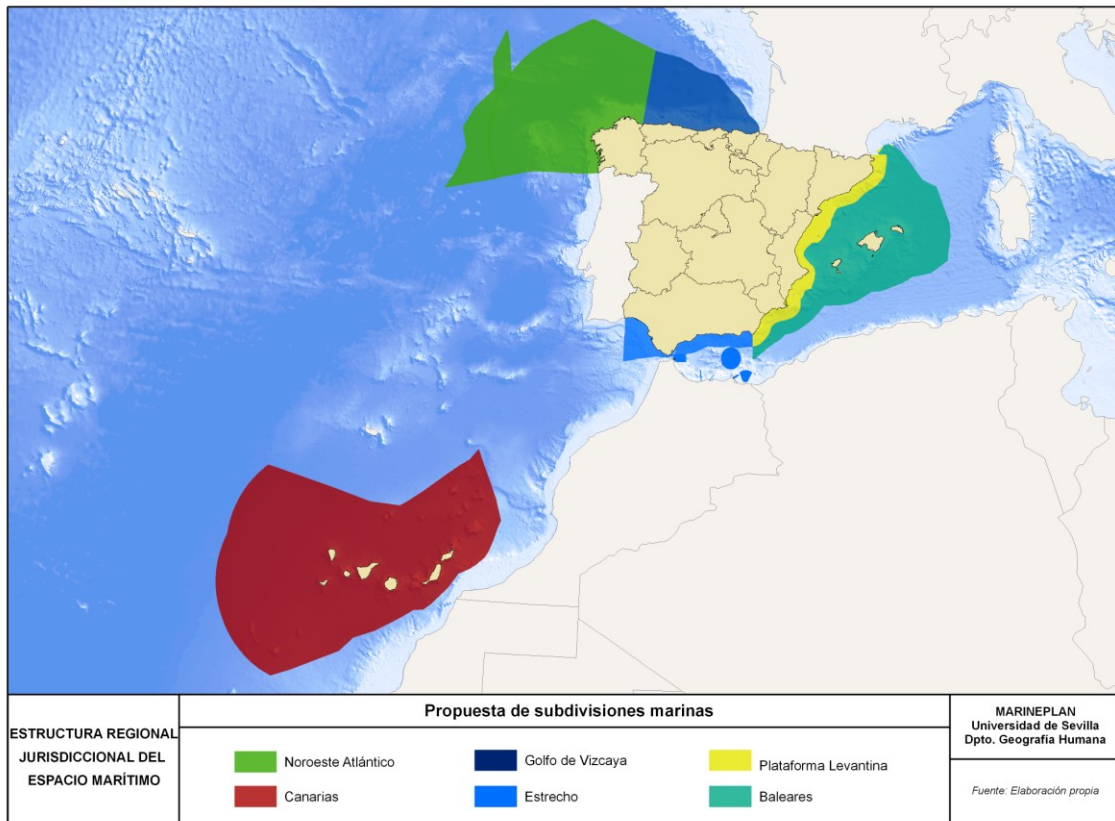 ESTRUCTURA REGIONAL
JURISDICCIONAL DEL
ESPACIO MARÍTIMO
Propuesta de subdivisiones marinas
Noroeste Atlántico
Golfo de Vizcaya
Plataforma Levantina
Canarias
Estrecho
Baleares
MARINEPLAN
Universidad de Sevilla
Dpto. Geografía Humana
Fuente: Elaboración propia